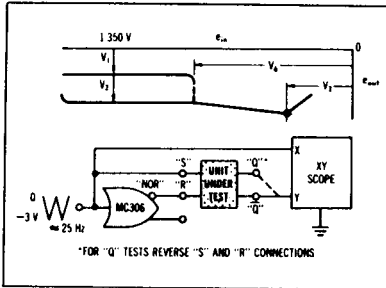 1 350 V
e_in
0
V₁
V₂
V₆
V₃
e_out
X
XY
SCOPE
Y
"S"
"R"
"NOR"
UNIT
UNDER
TEST
"Q"*
"Q̅"
MC306
0
−3 V
≈ 25 Hz
*FOR "Q" TESTS REVERSE "S" AND "R" CONNECTIONS